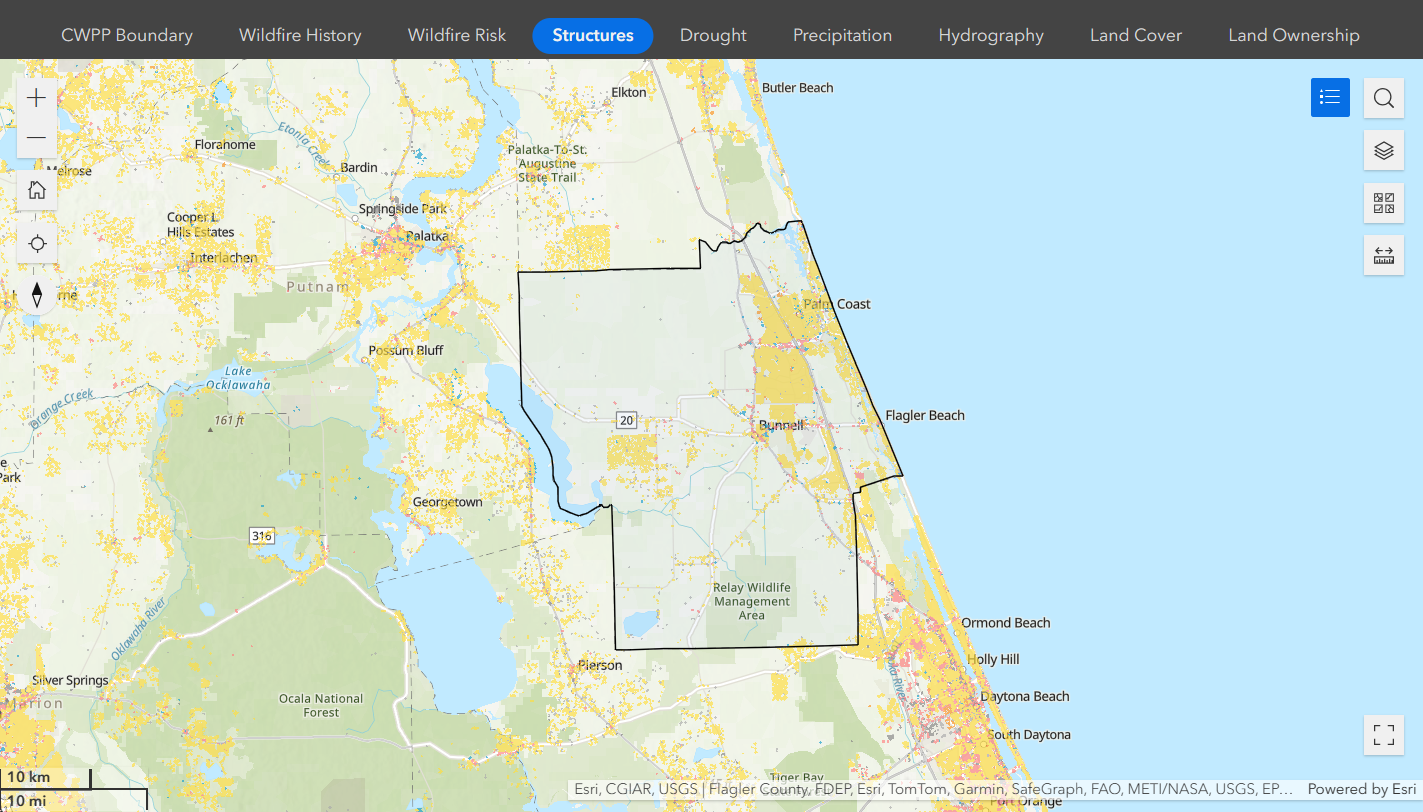 CWPP Boundary
Wildfire History
Wildfire Risk
Structures
Drought
Precipitation
Hydrography
Land Cover
Land Ownership
Butler Beach
Elkton
Etonia Creek
Floranome
Bardin
Palatka-To-St.
Augustine
State Trail
Melrose
Springside Park
Cooper L
Hills Estates
Palatka
Interlachen
Putnam
Palm Coast
Possum Bluff
Lake
Ocklawaha
Orange Creek
161 ft
20
Flagler Beach
Bunnell
Park
Georgetown
316
Relay Wildlife
Management
Area
Oklawaha River
Ormond Beach
Holly Hill
Pierson
Silver Springs
Marion
Ocala National
Forest
Daytona Beach
South Daytona
Tiger Bay
Port Orange
10 km
10 mi
Esri, CGIAR, USGS | Flagler County, FDEP, Esri, TomTom, Garmin, SafeGraph, FAO, METI/NASA, USGS, EP...
Powered by Esri